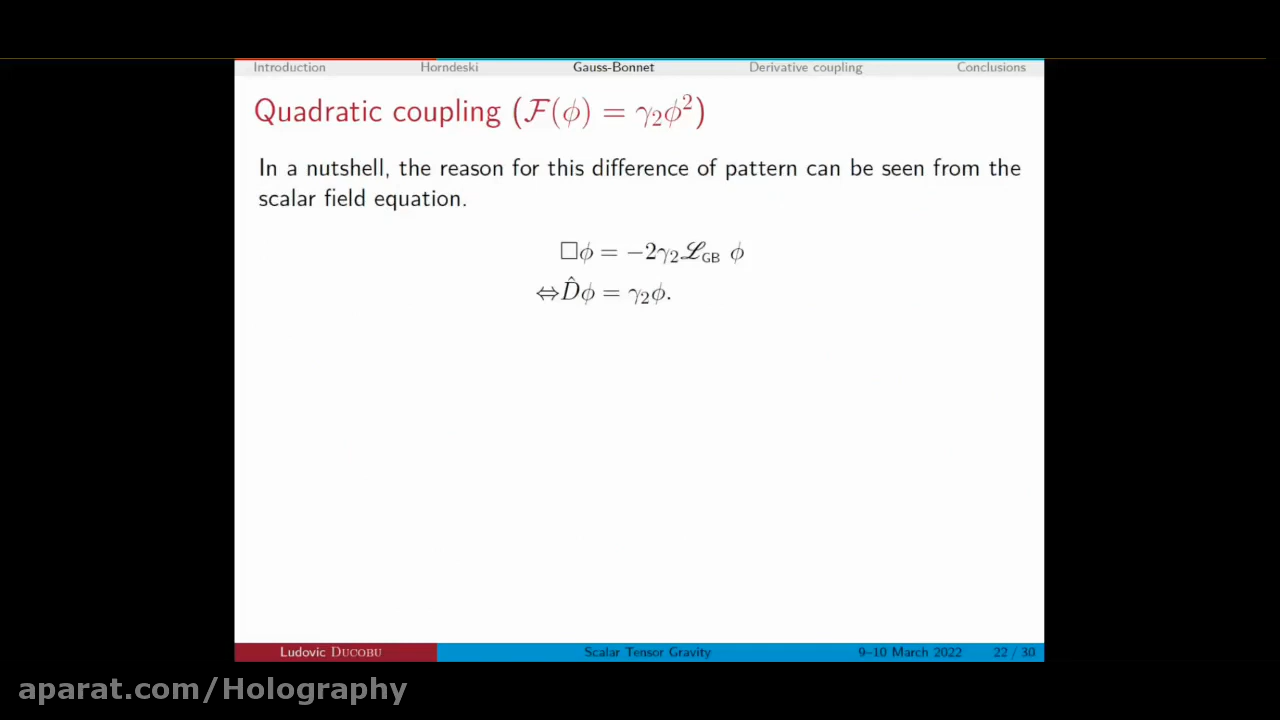 Introduction Horndeski Gauss-Bonnet Derivative coupling Conclusions
Quadratic coupling (ℱ(ϕ) = γ₂ϕ²)
In a nutshell, the reason for this difference of pattern can be seen from the
scalar field equation.
□ϕ = −2γ₂ℒ_GB ϕ
⇔ D̂ϕ = γ₂ϕ.
Ludovic Ducobu Scalar Tensor Gravity 9–10 March 2022 22 / 30
aparat.com/Holography